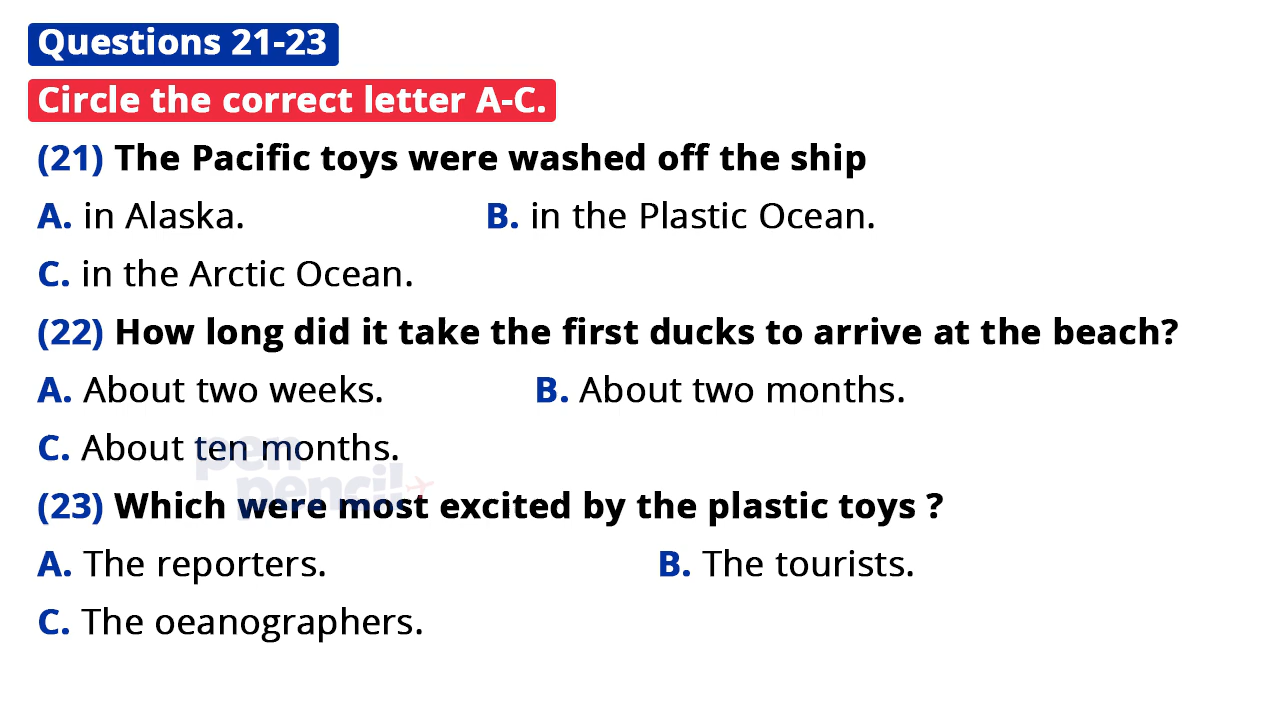 Questions 21-23
Circle the correct letter A-C.
(21) The Pacific toys were washed off the ship
A. in Alaska. B. in the Plastic Ocean.
C. in the Arctic Ocean.
(22) How long did it take the first ducks to arrive at the beach?
A. About two weeks. B. About two months.
C. About ten months.
pen
pencil
(23) Which were most excited by the plastic toys ?
A. The reporters. B. The tourists.
C. The oeanographers.